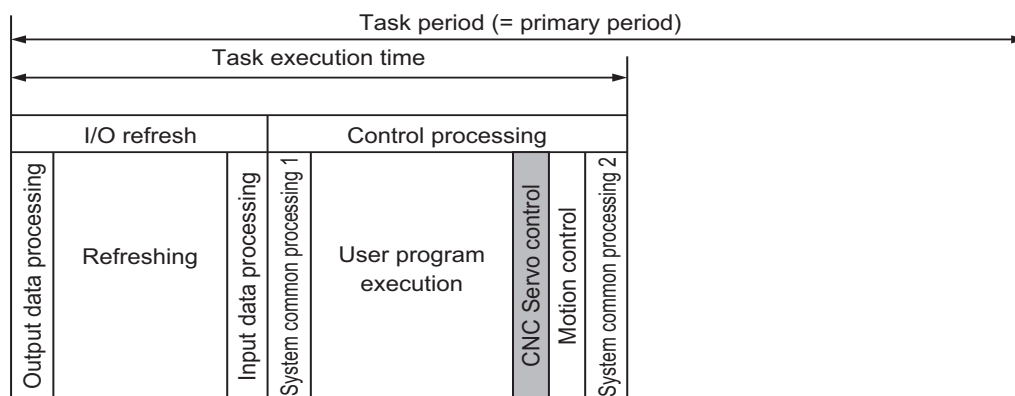 Task period (= primary period)
Task execution time
I/O refresh
Control processing
Output data processing
Refreshing
Input data processing
System common processing 1
User program
execution
CNC Servo control
Motion control
System common processing 2